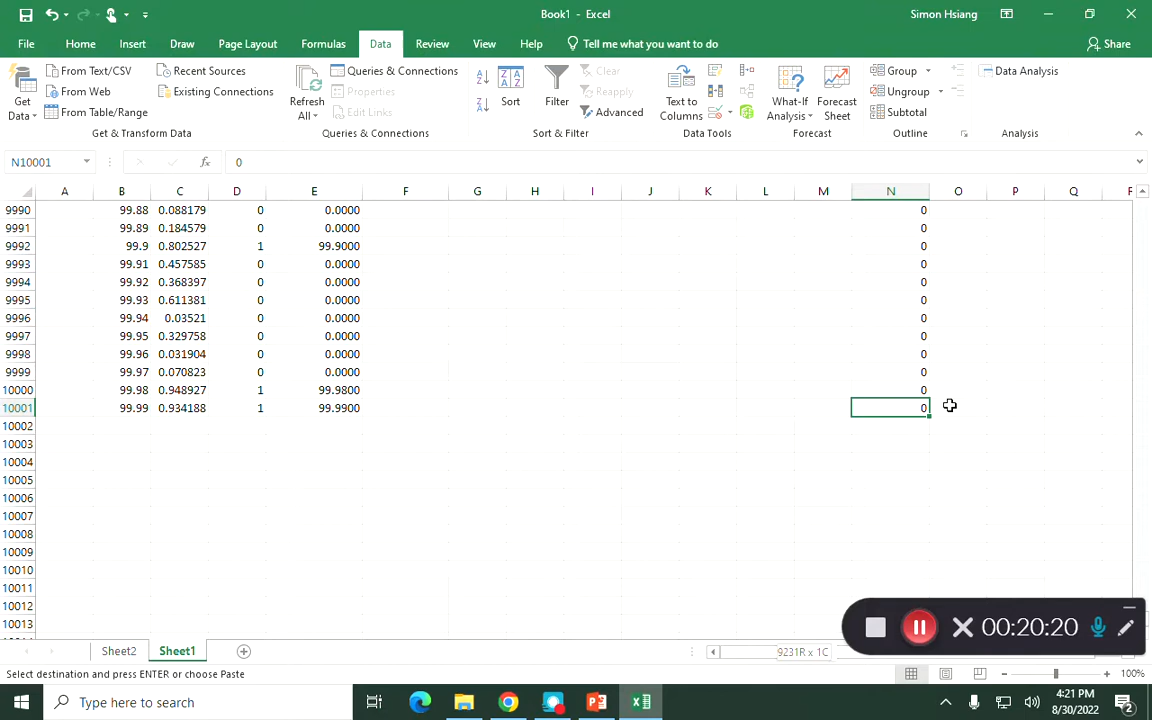 Book1 - Excel
Simon Hsiang
File Home Insert Draw Page Layout Formulas Data Review View Help Tell me what you want to do Share
Get Data
From Text/CSV
From Web
From Table/Range
Recent Sources
Existing Connections
Get & Transform Data
Refresh All
Queries & Connections
Properties
Edit Links
Queries & Connections
Sort
Filter
Clear
Reapply
Advanced
Sort & Filter
Text to Columns
Data Tools
What-If Analysis
Forecast Sheet
Forecast
Group
Ungroup
Subtotal
Outline
Data Analysis
Analysis
N10001 fx 0
A B C D E F G H I J K L M N O P Q
9990 99.88 0.088179 0 0.0000 0
9991 99.89 0.184579 0 0.0000 0
9992 99.9 0.802527 1 99.9000 0
9993 99.91 0.457585 0 0.0000 0
9994 99.92 0.368397 0 0.0000 0
9995 99.93 0.611381 0 0.0000 0
9996 99.94 0.03521 0 0.0000 0
9997 99.95 0.329758 0 0.0000 0
9998 99.96 0.031904 0 0.0000 0
9999 99.97 0.070823 0 0.0000 0
10000 99.98 0.948927 1 99.9800 0
10001 99.99 0.934188 1 99.9900 0
10002
10003
10004
10005
10006
10007
10008
10009
10010
10011
10012
10013
00:20:20
Sheet2 Sheet1
9231R x 1C
Select destination and press ENTER or choose Paste
100%
Type here to search
4:21 PM
8/30/2022
2